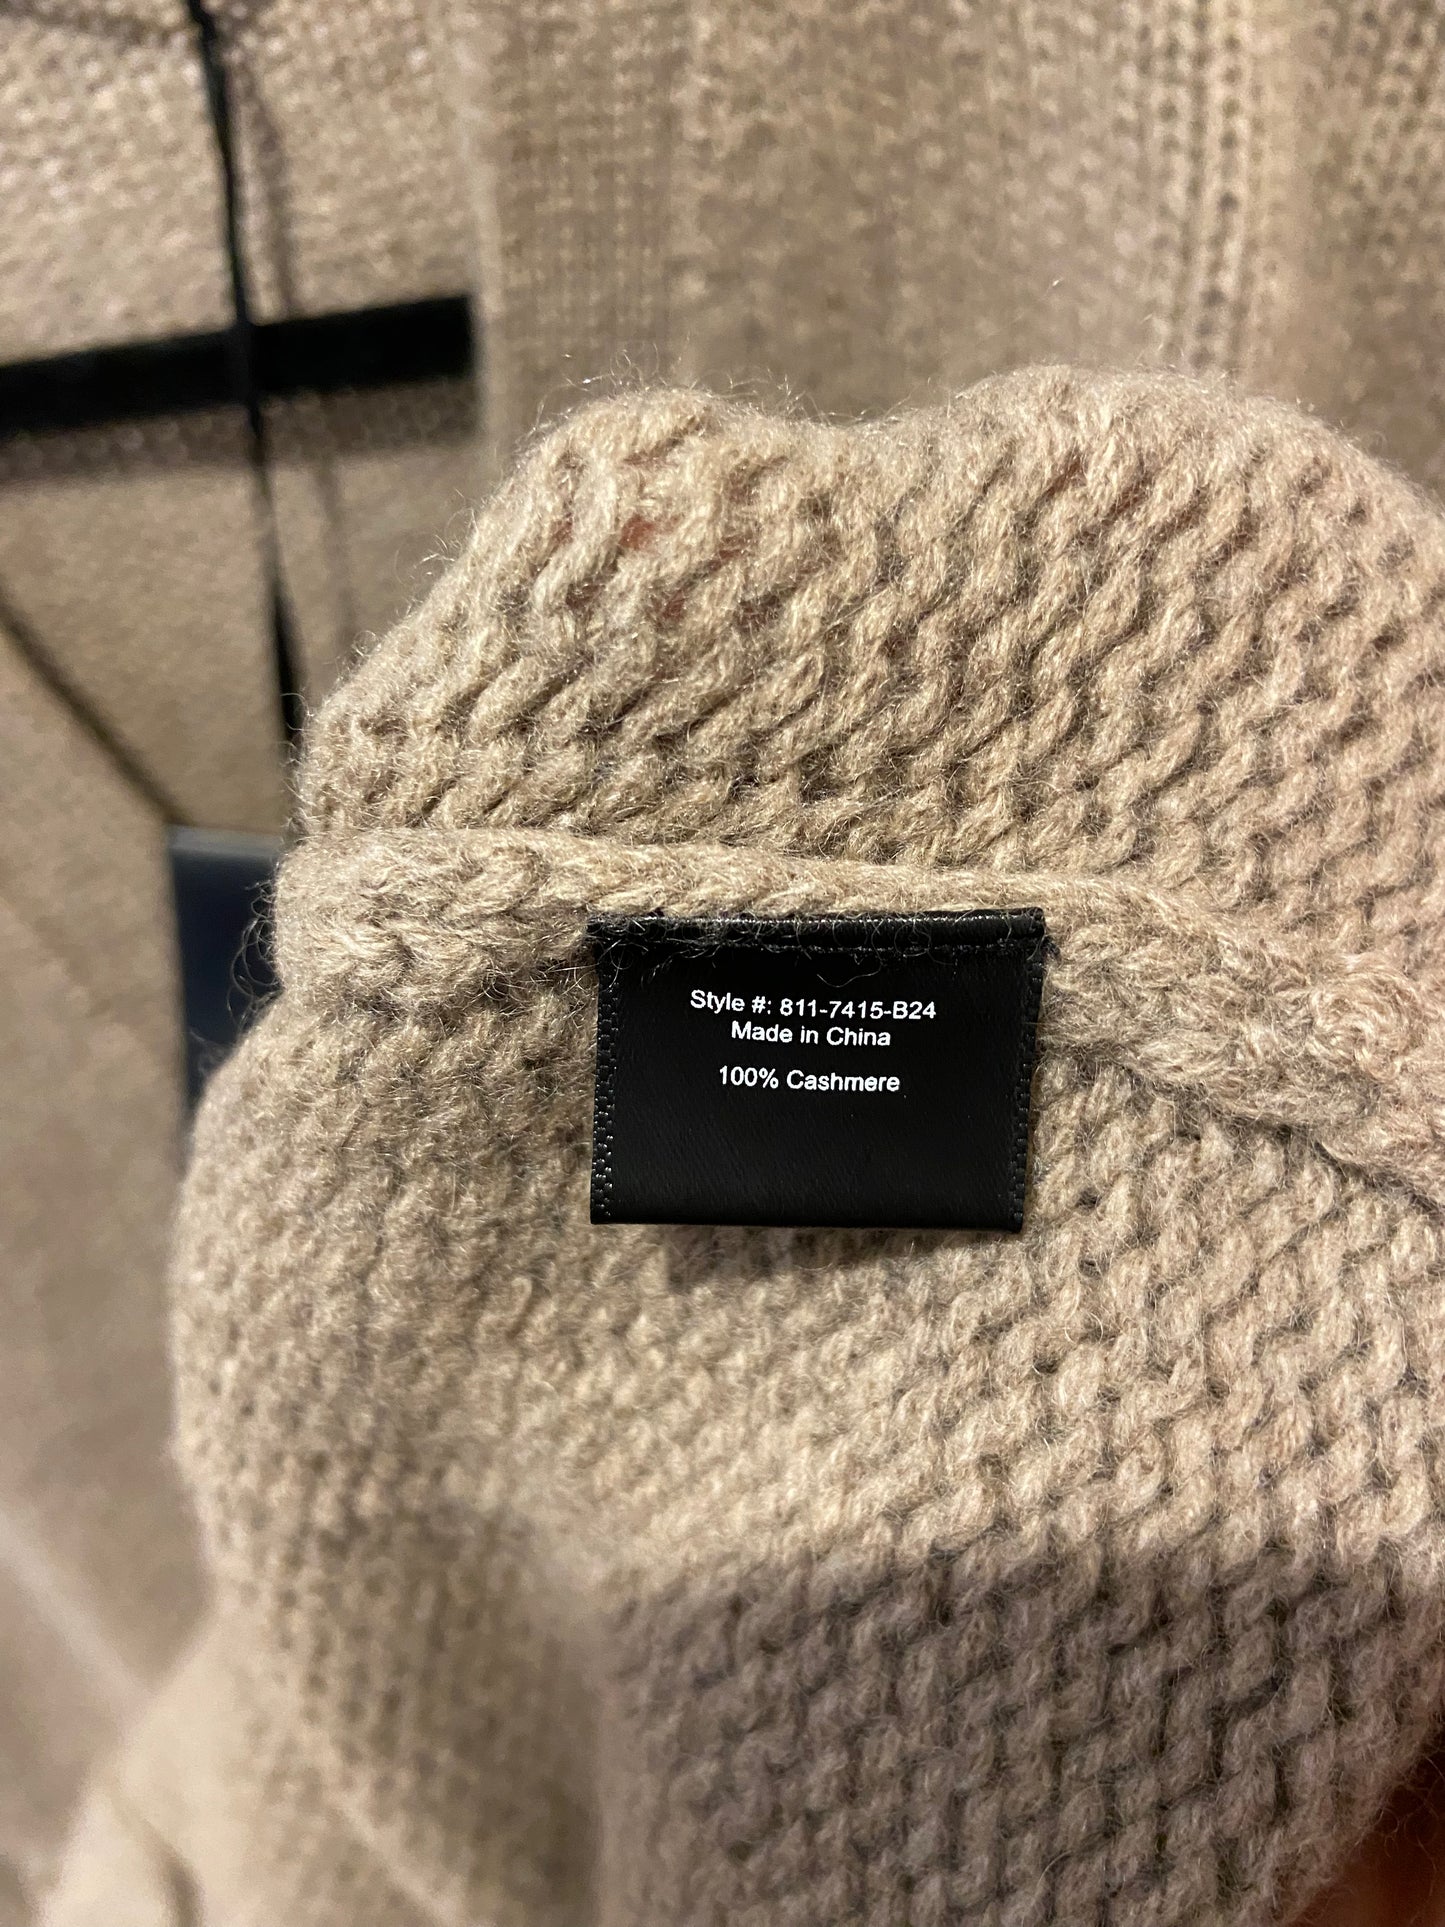 Style #: 811-7415-B24
Made in China
100% Cashmere